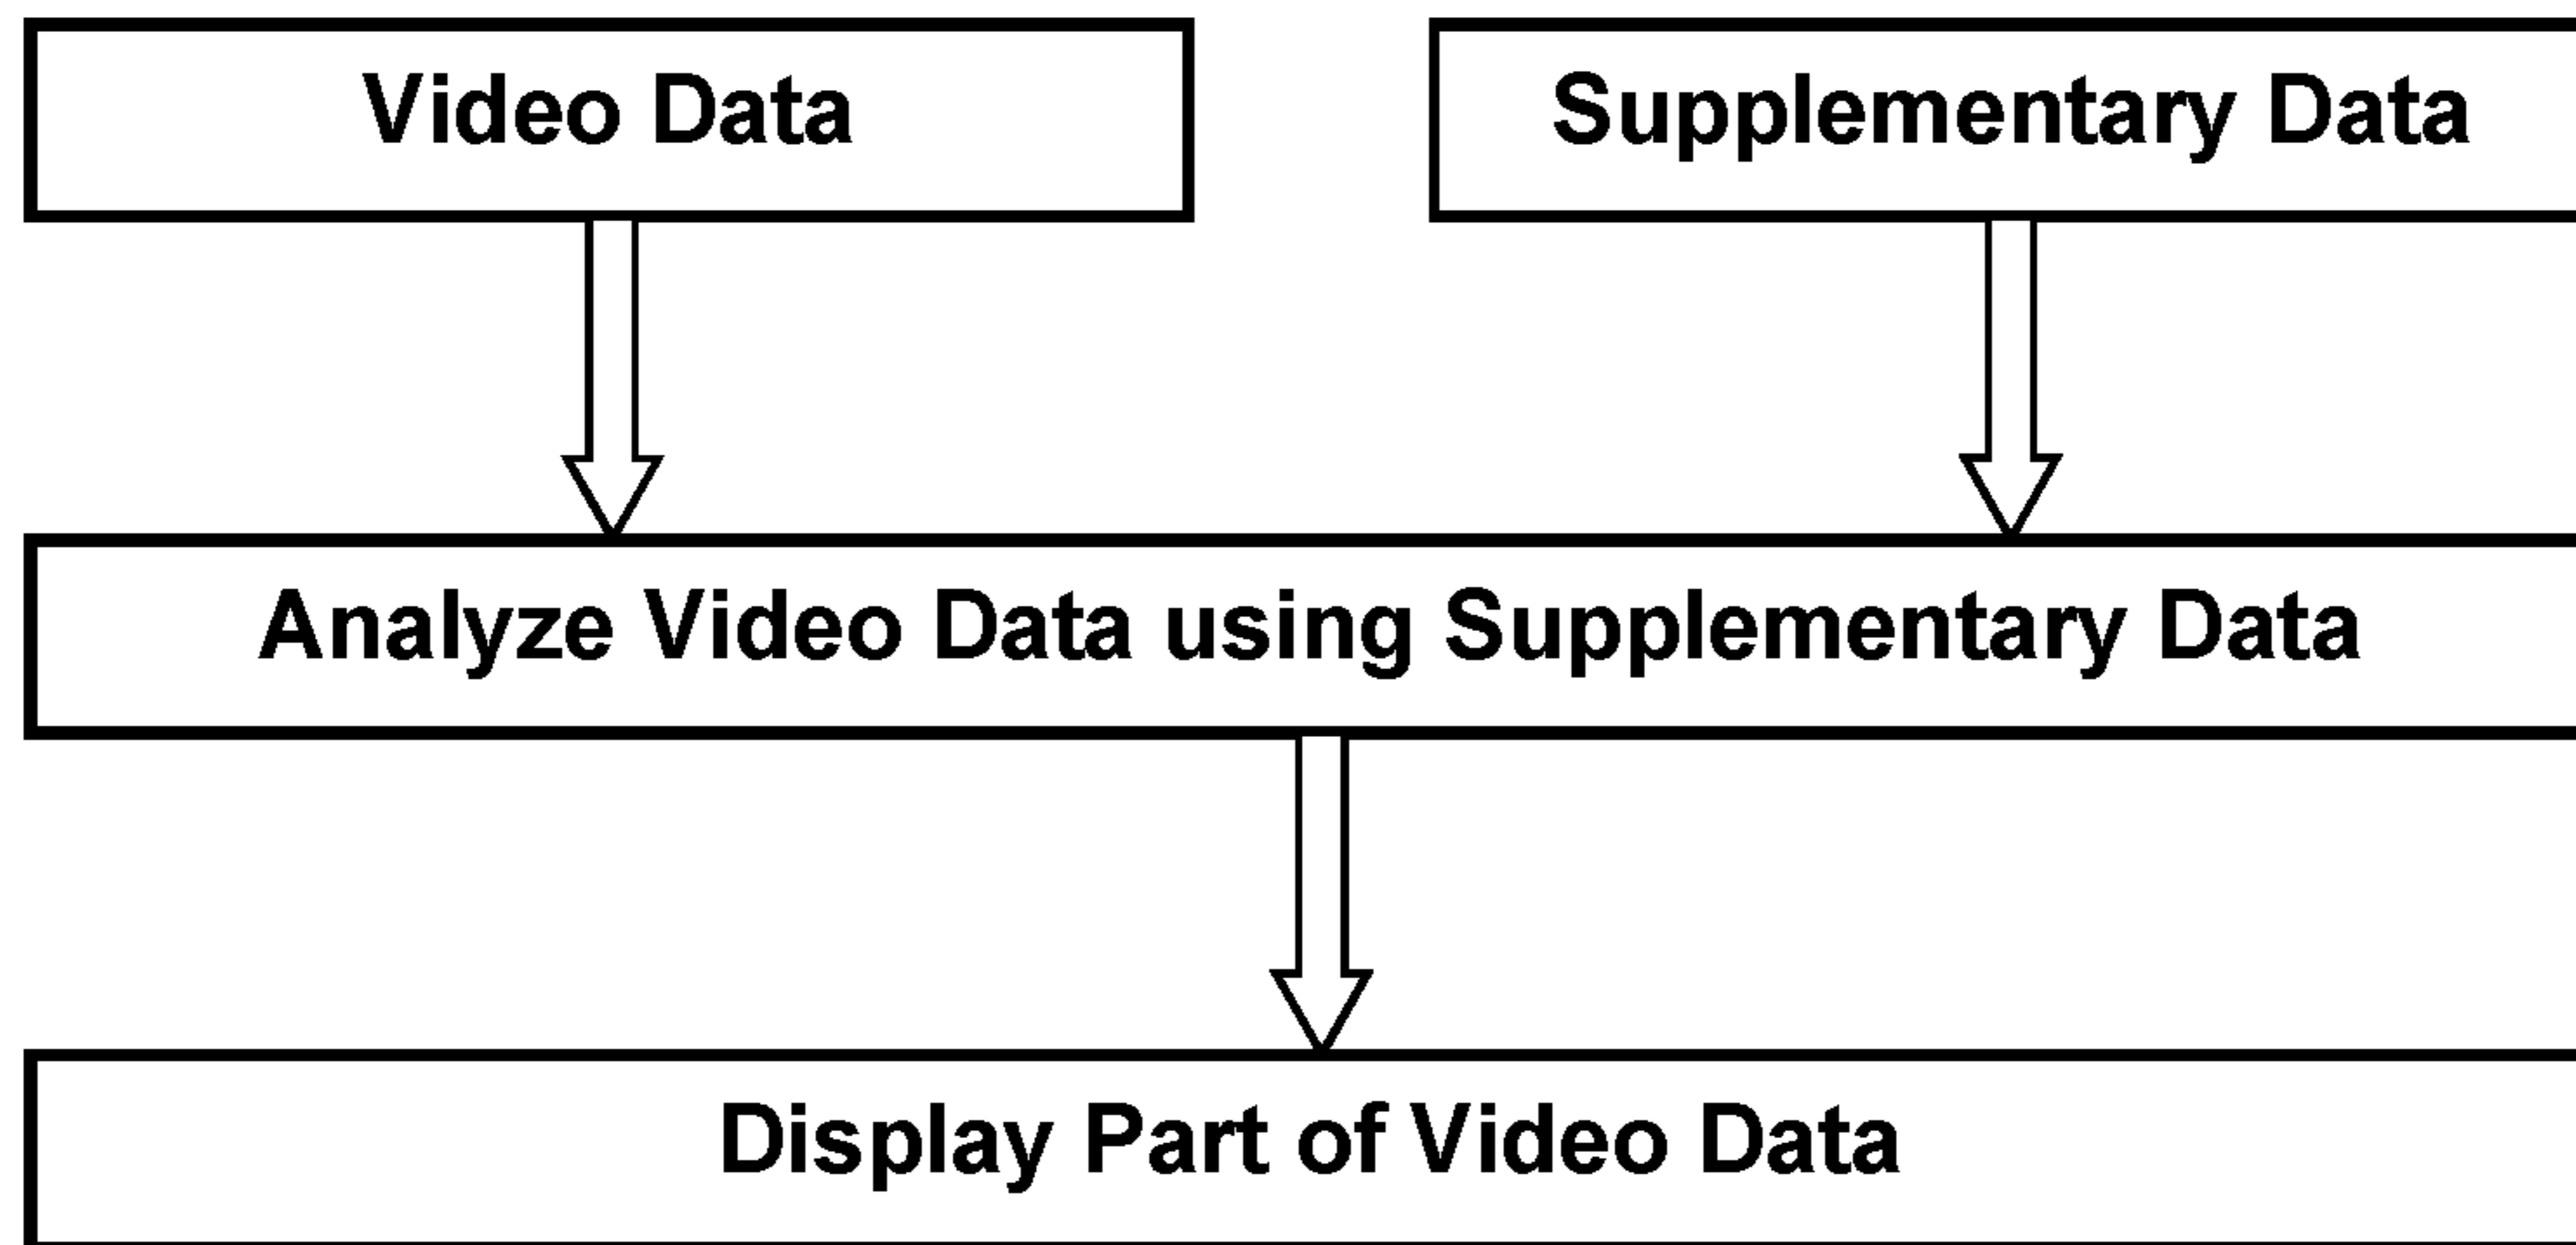 Video Data
Supplementary Data
Analyze Video Data using Supplementary Data
Display Part of Video Data